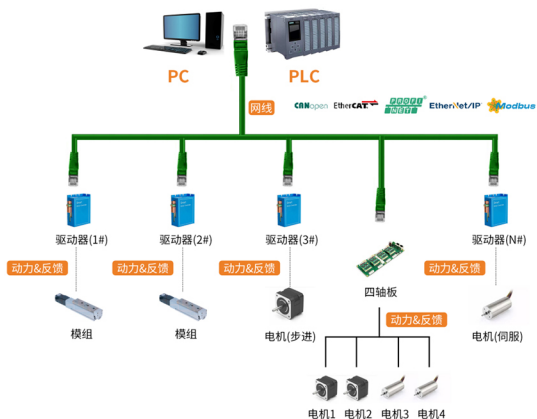 PC
PLC
网线
CANopen
EtherCAT
PROFI
NET
EtherNet/IP
Modbus
驱动器(1#)
驱动器(2#)
驱动器(3#)
驱动器(N#)
动力&反馈
动力&反馈
动力&反馈
动力&反馈
四轴板
模组
模组
电机(步进)
动力&反馈
电机(伺服)
电机1
电机2
电机3
电机4